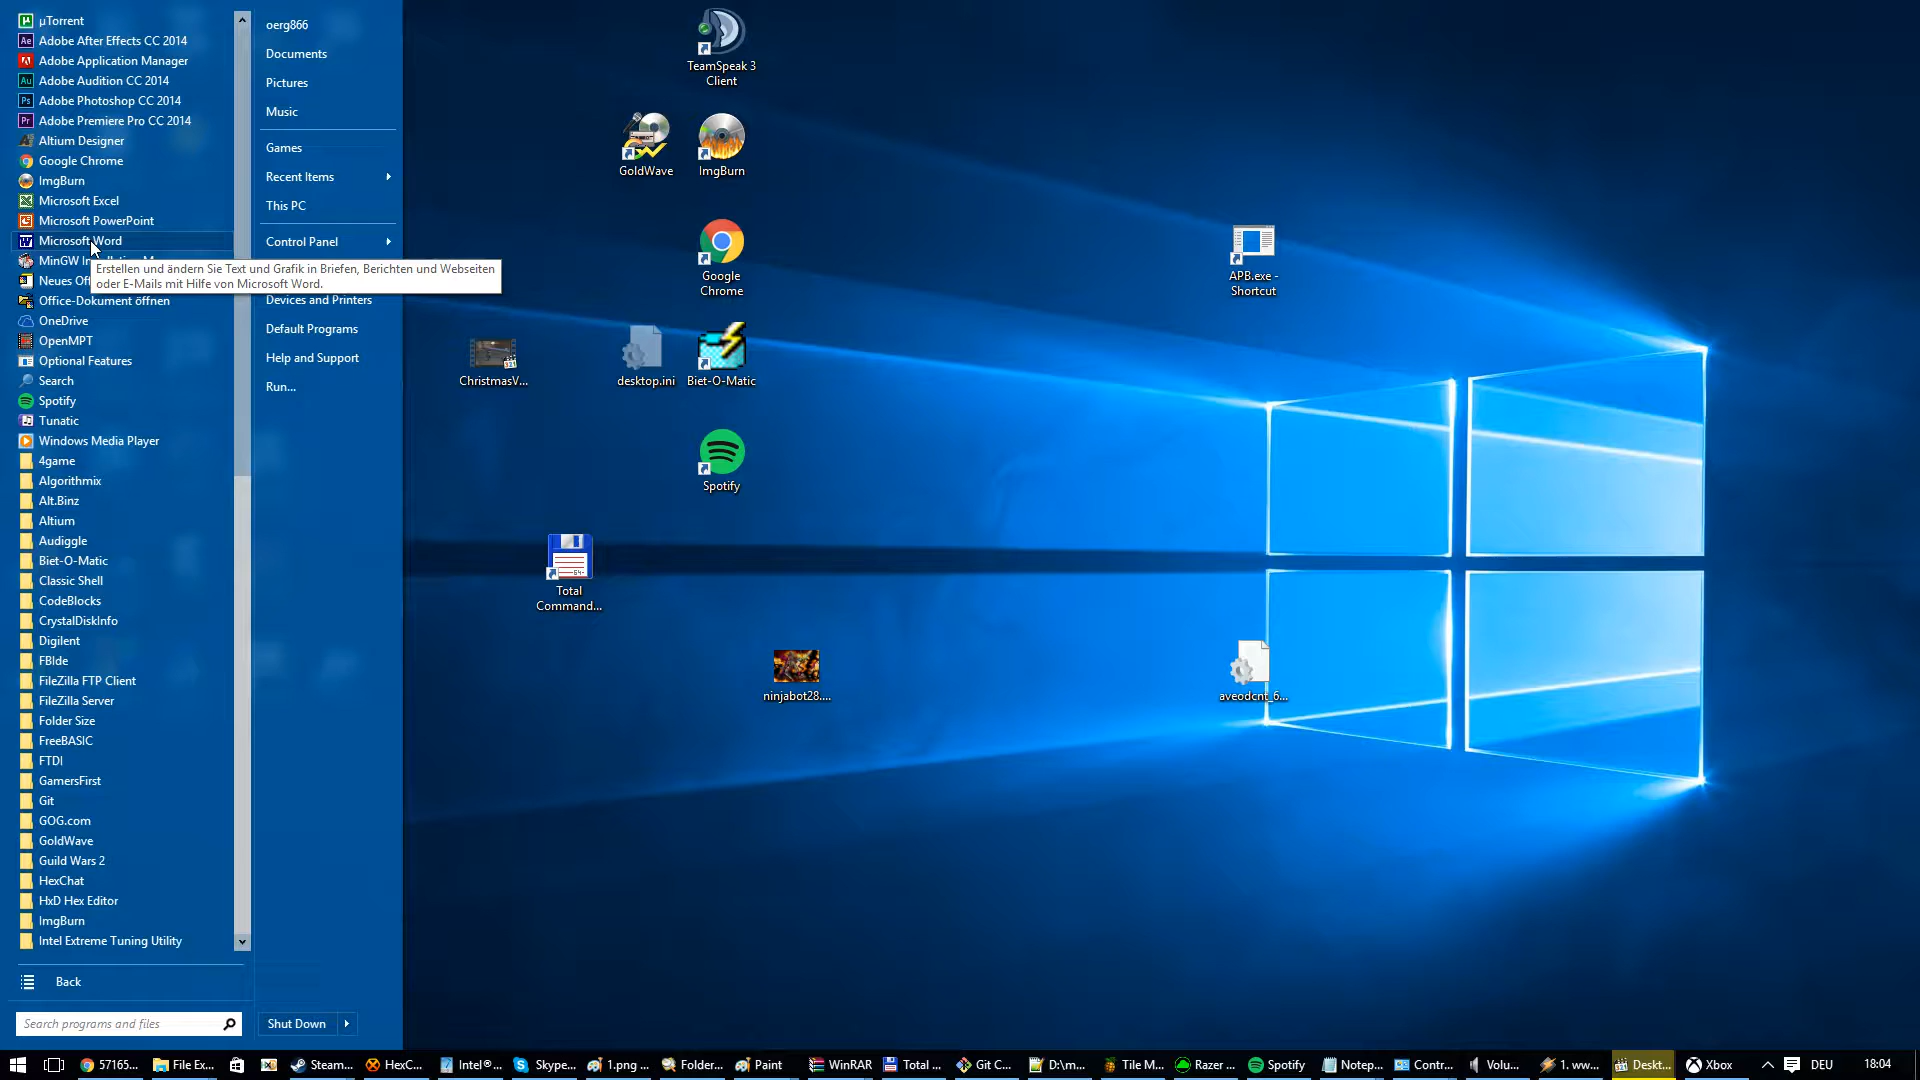 µTorrent
Adobe After Effects CC 2014
Adobe Application Manager
Adobe Audition CC 2014
Adobe Photoshop CC 2014
Adobe Premiere Pro CC 2014
Altium Designer
Google Chrome
ImgBurn
Microsoft Excel
Microsoft PowerPoint
Microsoft Word
MinGW
Neues Of
Office-Dokument öffnen
OneDrive
OpenMPT
Optional Features
Search
Spotify
Tunatic
Windows Media Player
4game
Algorithmix
Alt.Binz
Altium
Audiggle
Biet-O-Matic
Classic Shell
CodeBlocks
CrystalDiskInfo
Digilent
FBIde
FileZilla FTP Client
FileZilla Server
Folder Size
FreeBASIC
FTDI
GamersFirst
Git
GOG.com
GoldWave
Guild Wars 2
HexChat
HxD Hex Editor
ImgBurn
Intel Extreme Tuning Utility
Back
Search programs and files
oerg866
Documents
Pictures
Music
Games
Recent Items
This PC
Control Panel
Erstellen und ändern Sie Text und Grafik in Briefen, Berichten und Webseiten
oder E-Mails mit Hilfe von Microsoft Word.
Devices and Printers
Default Programs
Help and Support
Run...
Shut Down
TeamSpeak 3
Client
GoldWave
ImgBurn
Google
Chrome
APB.exe -
Shortcut
ChristmasV...
desktop.ini
Biet-O-Matic
Spotify
Total
Command...
ninjabot28....
aveodcnt_6...
57165...
File Ex...
Steam...
HexC...
Intel®...
Skype...
1.png ...
Folder...
Paint
WinRAR
Total ...
Git C...
D:\m...
Tile M...
Razer ...
Spotify
Notep...
Contr...
Volu...
1. ww...
Deskt...
Xbox
DEU
18:04